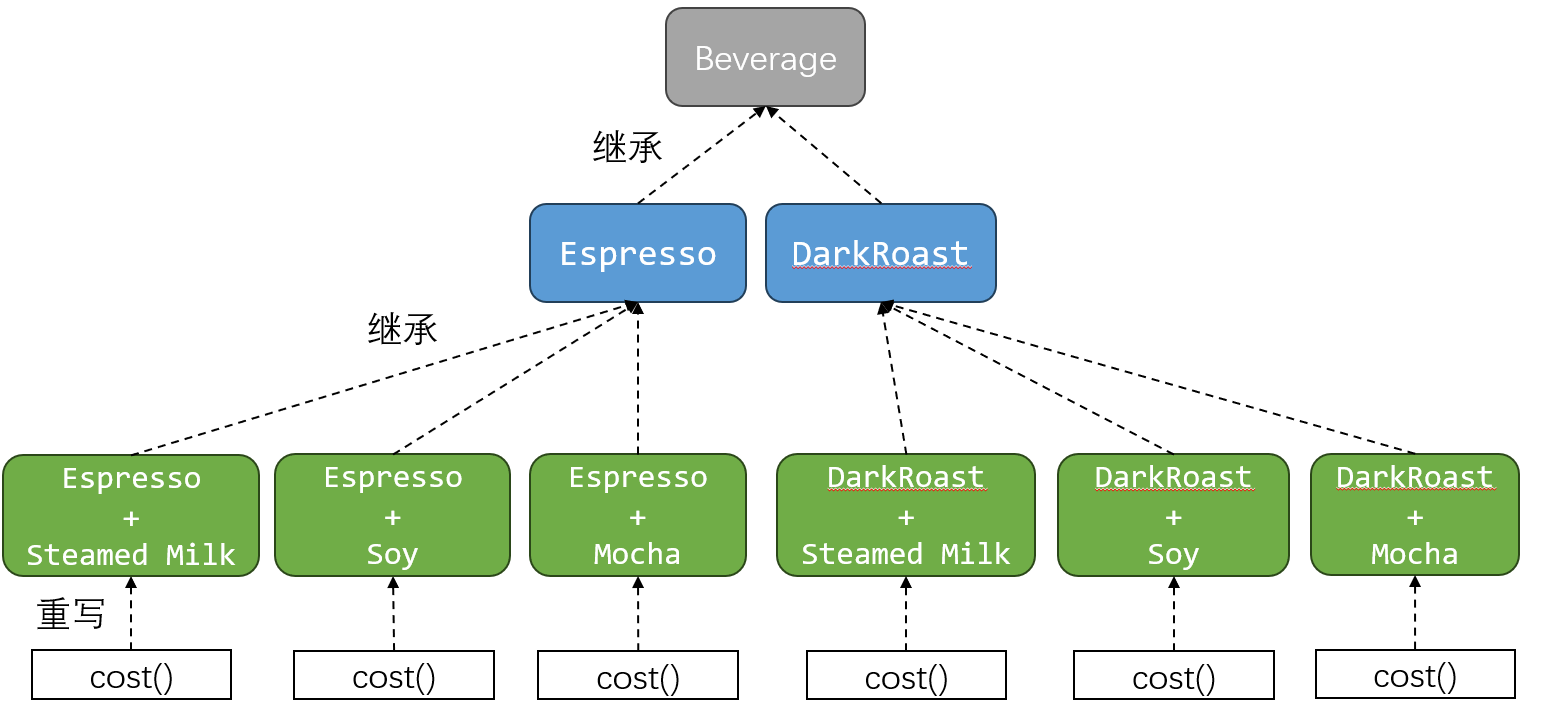 Beverage
继承
Espresso
DarkRoast
继承
Espresso
+
Steamed Milk
Espresso
+
Soy
Espresso
+
Mocha
DarkRoast
+
Steamed Milk
DarkRoast
+
Soy
DarkRoast
+
Mocha
重写
cost()
cost()
cost()
cost()
cost()
cost()